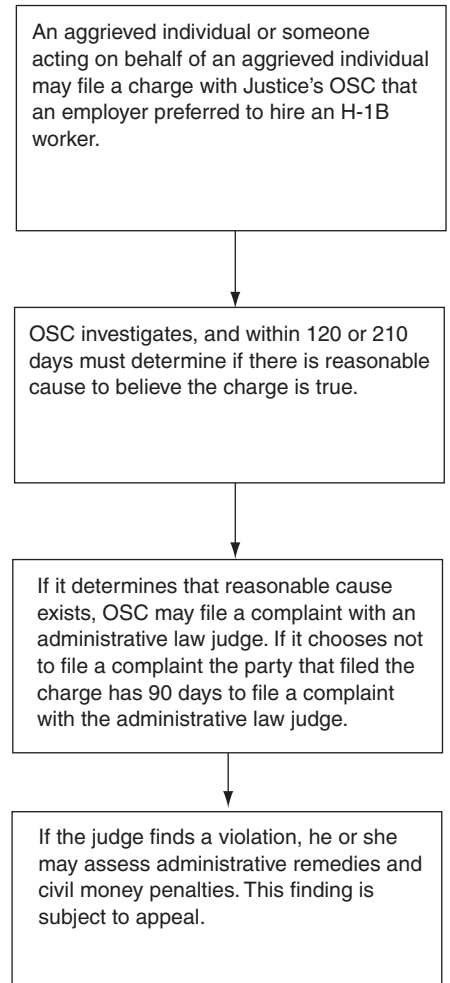 An aggrieved individual or someone
acting on behalf of an aggrieved individual
may file a charge with Justice's OSC that
an employer preferred to hire an H-1B
worker.
OSC investigates, and within 120 or 210
days must determine if there is reasonable
cause to believe the charge is true.
If it determines that reasonable cause
exists, OSC may file a complaint with an
administrative law judge. If it chooses not
to file a complaint the party that filed the
charge has 90 days to file a complaint
with the administrative law judge.
If the judge finds a violation, he or she
may assess administrative remedies and
civil money penalties. This finding is
subject to appeal.